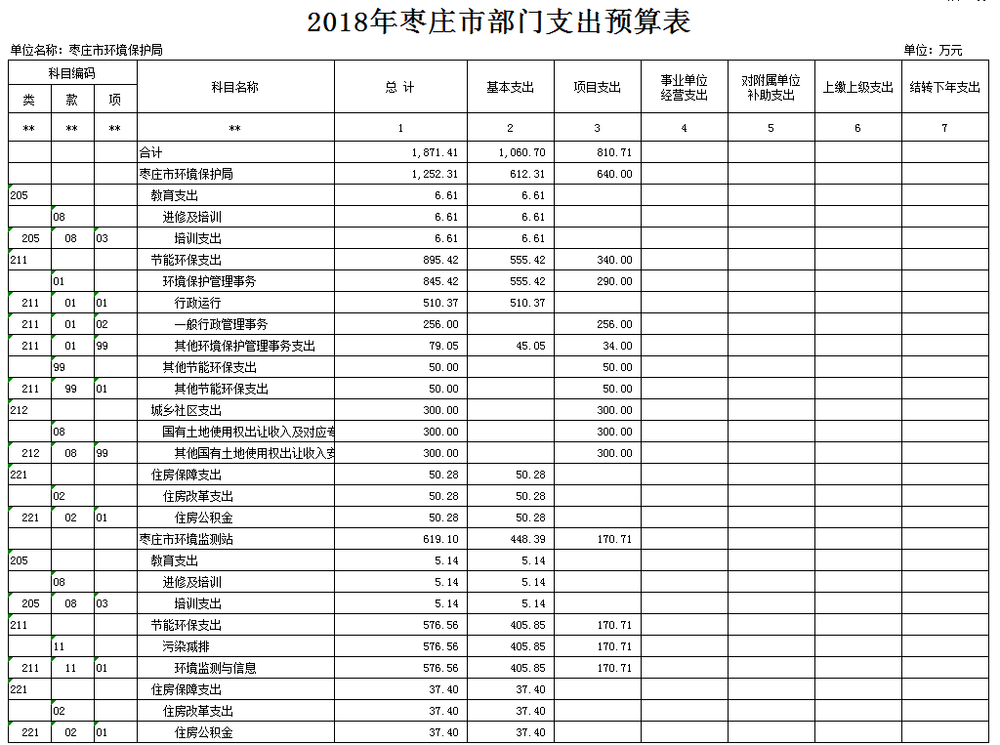 2018年枣庄市部门支出预算表
单位名称: 枣庄市环境保护局 单位: 万元
科目编码 科目名称 总 计 基本支出 项目支出 事业单位经营支出 对附属单位补助支出 上缴上级支出 结转下年支出
类 款 项
** ** ** ** 1 2 3 4 5 6 7
合计 1,871.41 1,060.70 810.71
枣庄市环境保护局 1,252.31 612.31 640.00
205 教育支出 6.61 6.61
08 进修及培训 6.61 6.61
205 08 03 培训支出 6.61 6.61
211 节能环保支出 895.42 555.42 340.00
01 环境保护管理事务 845.42 555.42 290.00
211 01 01 行政运行 510.37 510.37
211 01 02 一般行政管理事务 256.00 256.00
211 01 99 其他环境保护管理事务支出 79.05 45.05 34.00
99 其他节能环保支出 50.00 50.00
211 99 01 其他节能环保支出 50.00 50.00
212 城乡社区支出 300.00 300.00
08 国有土地使用权出让收入及对应专 300.00 300.00
212 08 99 其他国有土地使用权出让收入安 300.00 300.00
221 住房保障支出 50.28 50.28
02 住房改革支出 50.28 50.28
221 02 01 住房公积金 50.28 50.28
枣庄市环境监测站 619.10 448.39 170.71
205 教育支出 5.14 5.14
08 进修及培训 5.14 5.14
205 08 03 培训支出 5.14 5.14
211 节能环保支出 576.56 405.85 170.71
11 污染减排 576.56 405.85 170.71
211 11 01 环境监测与信息 576.56 405.85 170.71
221 住房保障支出 37.40 37.40
02 住房改革支出 37.40 37.40
221 02 01 住房公积金 37.40 37.40